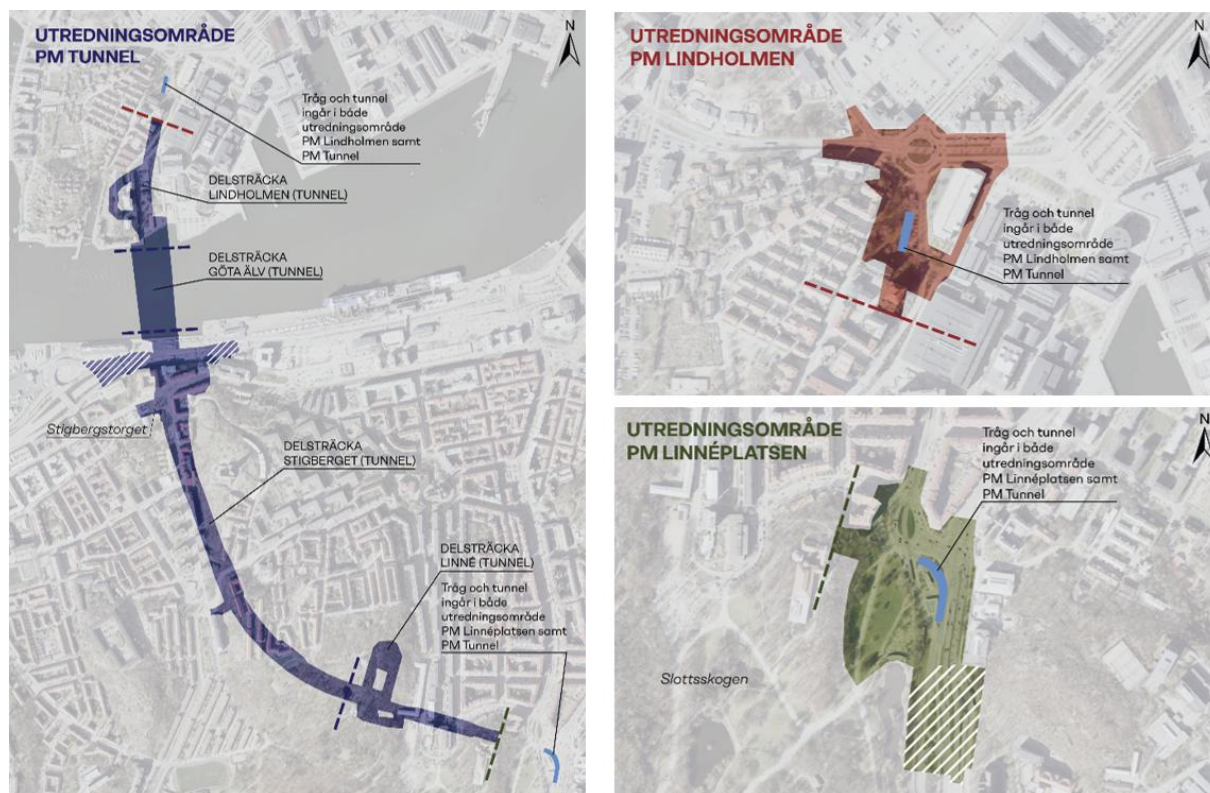 UTREDNINGSOMRÅDE
PM TUNNEL
N
Tråg och tunnel
ingår i både
utredningsområde
PM Lindholmen samt
PM Tunnel
DELSTRÄCKA
LINDHOLMEN (TUNNEL)
DELSTRÄCKA
GÖTA ÄLV (TUNNEL)
Stigbergstorget
DELSTRÄCKA
STIGBERGET (TUNNEL)
DELSTRÄCKA
LINNÉ (TUNNEL)
Tråg och tunnel
ingår i både
utredningsområde
PM Linnéplatsen samt
PM Tunnel
UTREDNINGSOMRÅDE
PM LINDHOLMEN
N
Tråg och tunnel
ingår i både
utredningsområde
PM Lindholmen samt
PM Tunnel
UTREDNINGSOMRÅDE
PM LINNÉPLATSEN
N
Tråg och tunnel
ingår i både
utredningsområde
PM Linnéplatsen samt
PM Tunnel
Slottsskogen